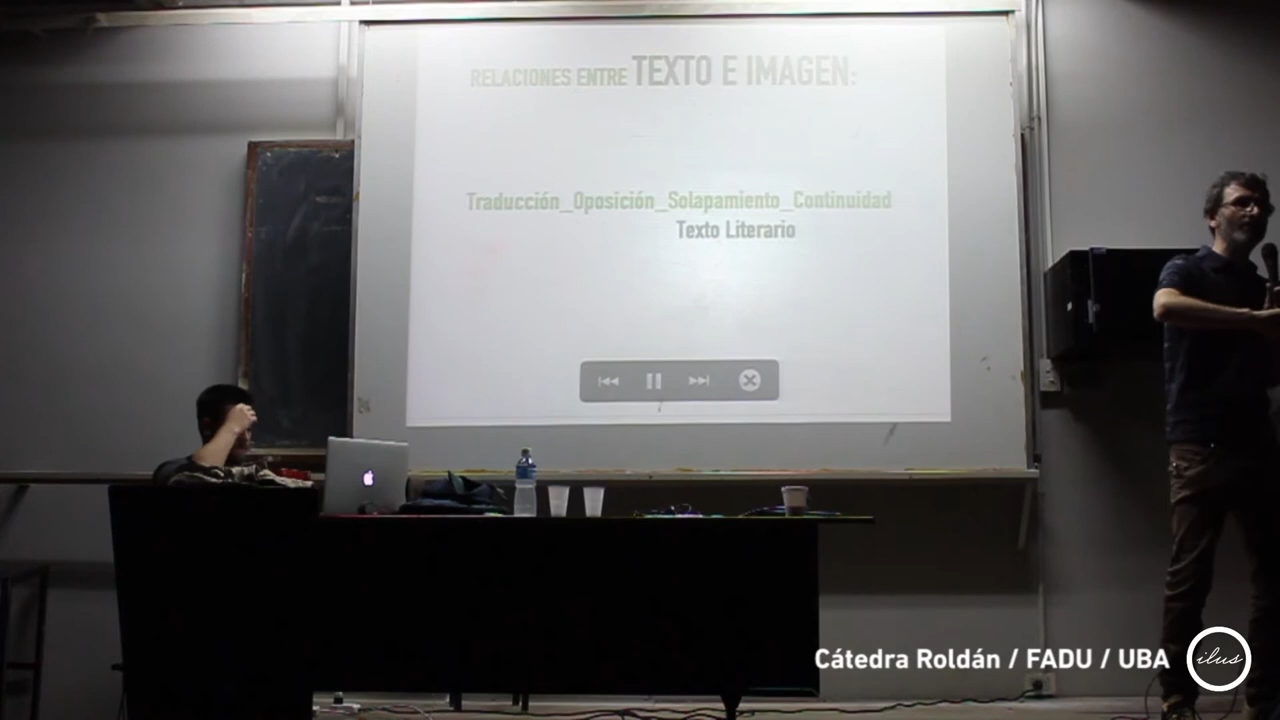 RELACIONES ENTRE TEXTO E IMAGEN:
Traducción_Oposición_Solapamiento_Continuidad
Texto Literario
Cátedra Roldán / FADU / UBA
ilus